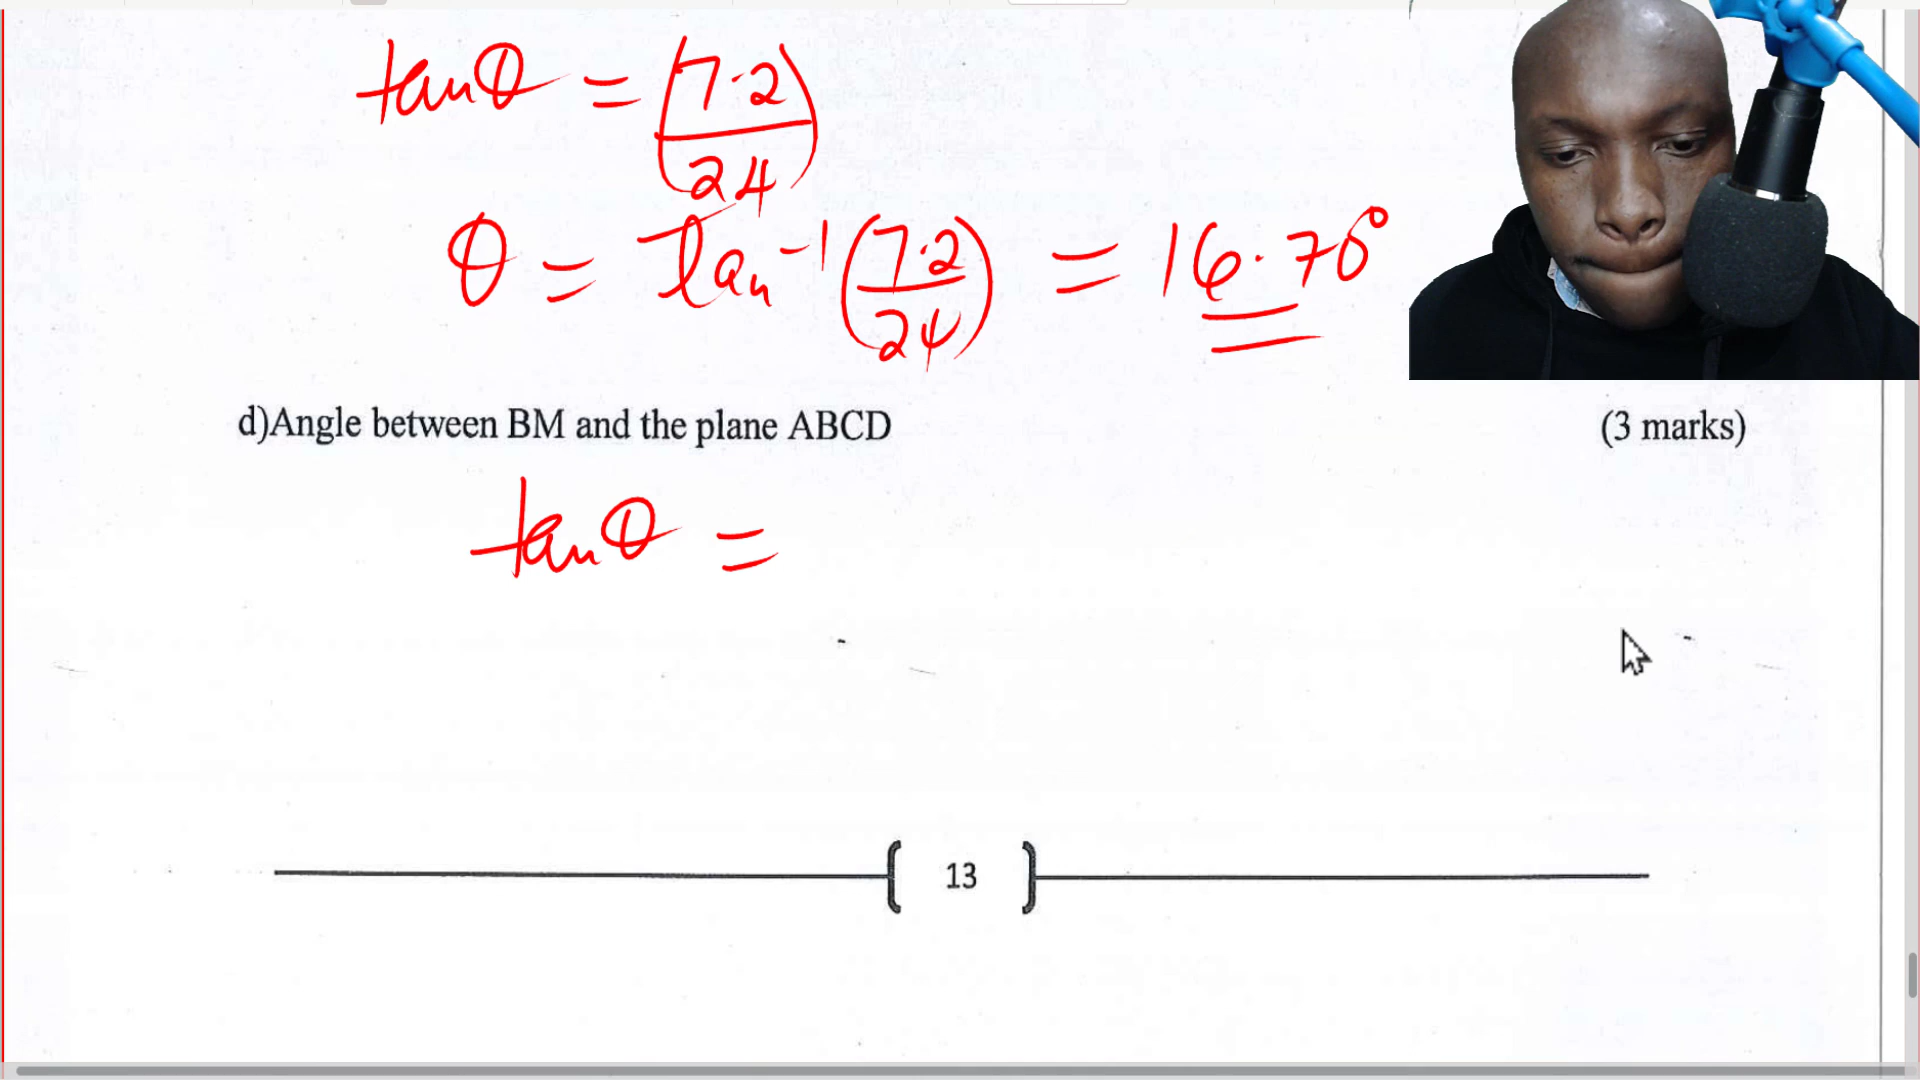 tanθ = (7.2/24)
θ = tan⁻¹(7.2/24) = 16.70°
d)Angle between BM and the plane ABCD (3 marks)
tanθ =
13